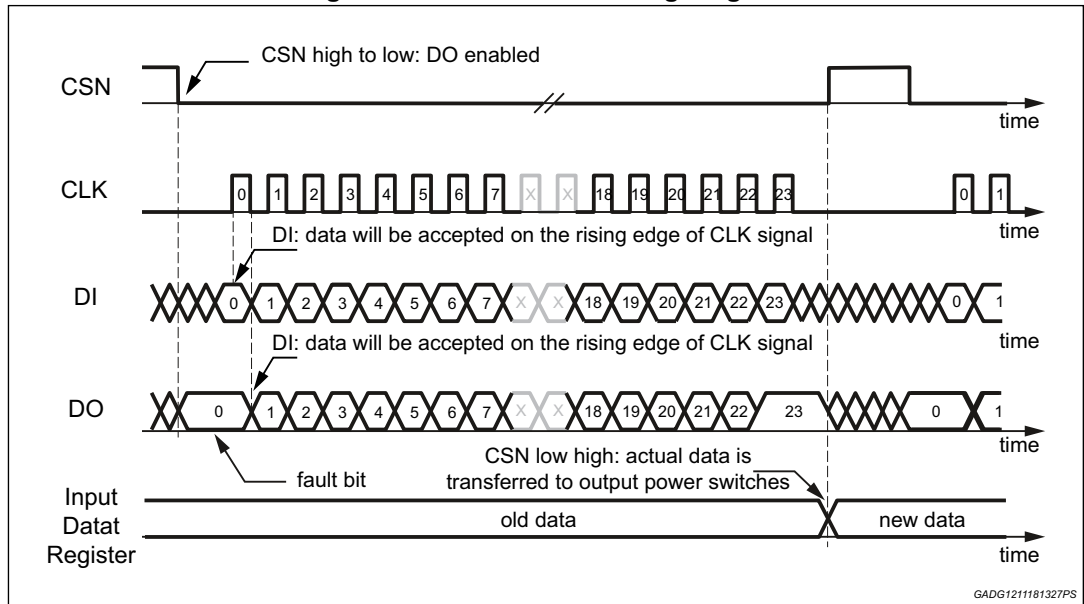 CSN high to low: DO enabled
CSN
time
CLK
0 1 2 3 4 5 6 7 X X 18 19 20 21 22 23 0 1
time
DI: data will be accepted on the rising edge of CLK signal
DI
0 1 2 3 4 5 6 7 X X 18 19 20 21 22 23 0 1
time
DI: data will be accepted on the rising edge of CLK signal
DO
0 1 2 3 4 5 6 7 X X 18 19 20 21 22 23 0 1
time
fault bit
CSN low high: actual data is
transferred to output power switches
Input
Datat
Register
old data
new data
time
GADG1211181327PS